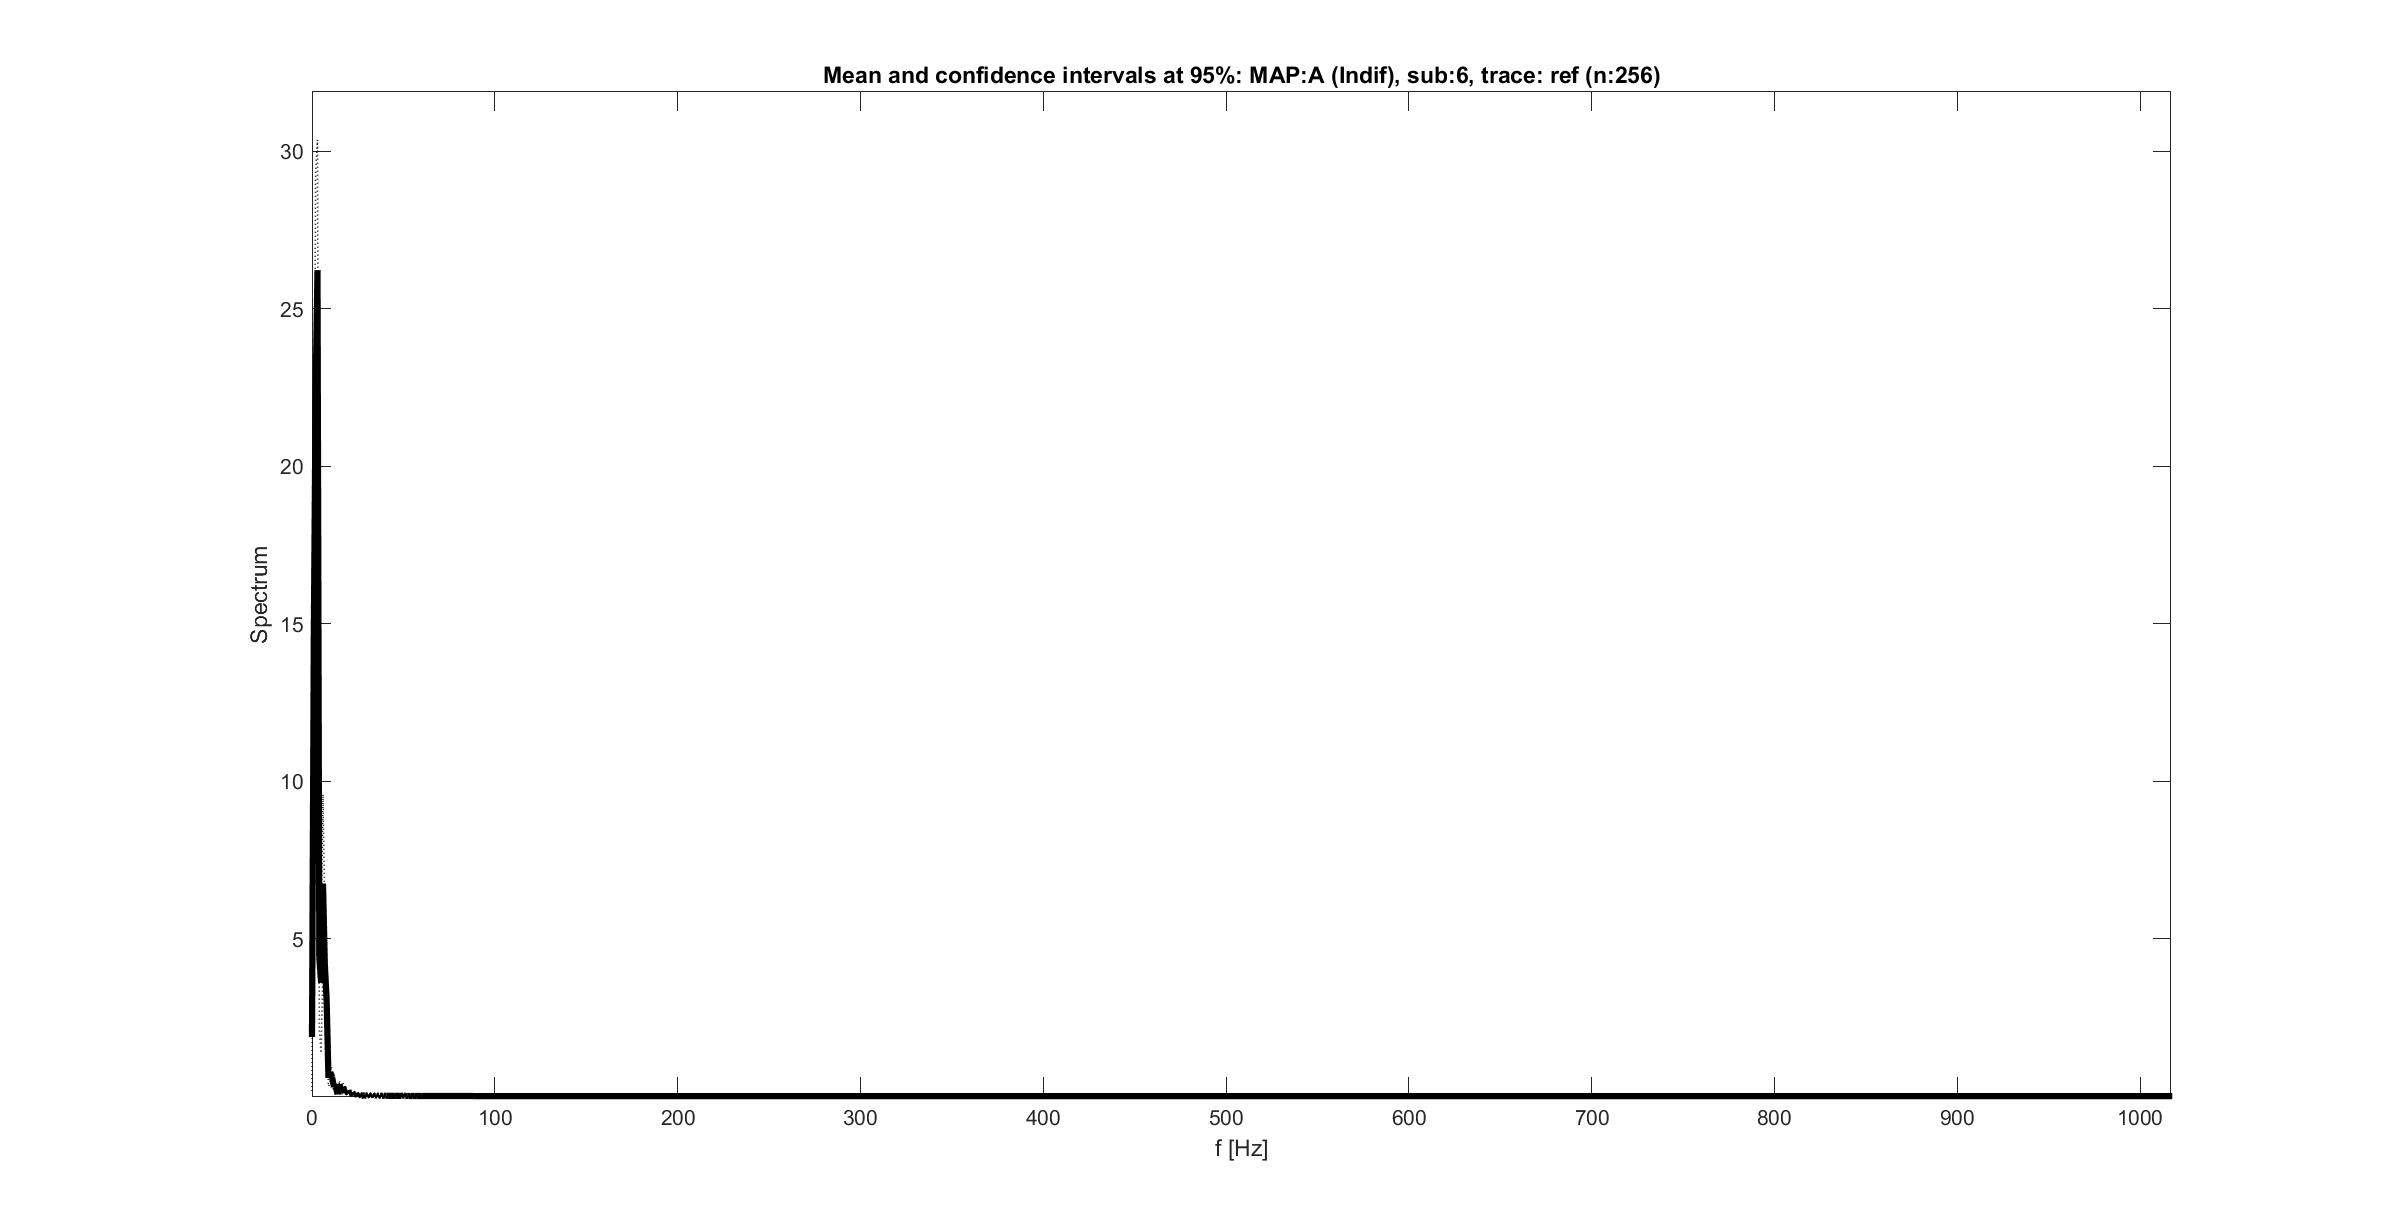 Mean and confidence intervals at 95%: MAP:A (Indif), sub:6, trace: ref (n:256)
30
25
20
15
10
5
Spectrum
0 100 200 300 400 500 600 700 800 900 1000
f [Hz]